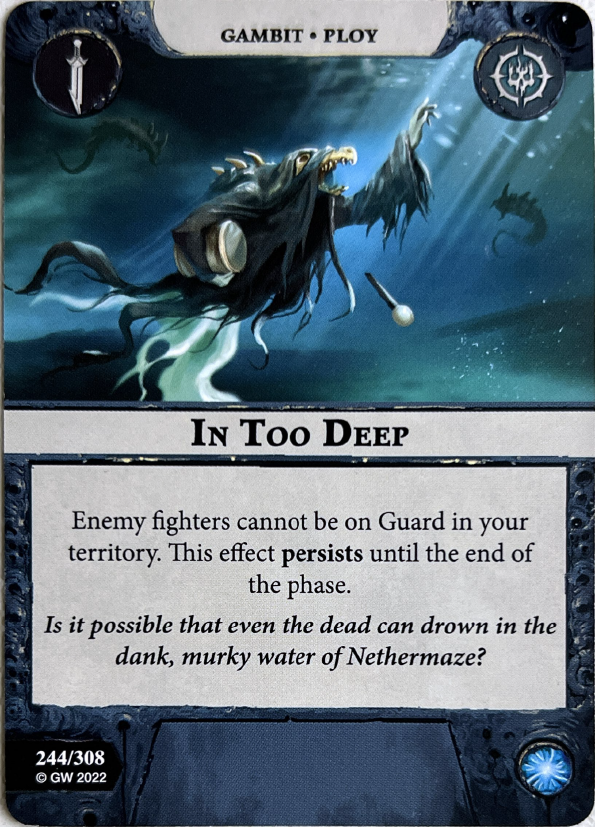 GAMBIT • PLOY
IN TOO DEEP
Enemy fighters cannot be on Guard in your
territory. This effect persists until the end of
the phase.
Is it possible that even the dead can drown in the
dank, murky water of Nethermaze?
244/308
© GW 2022